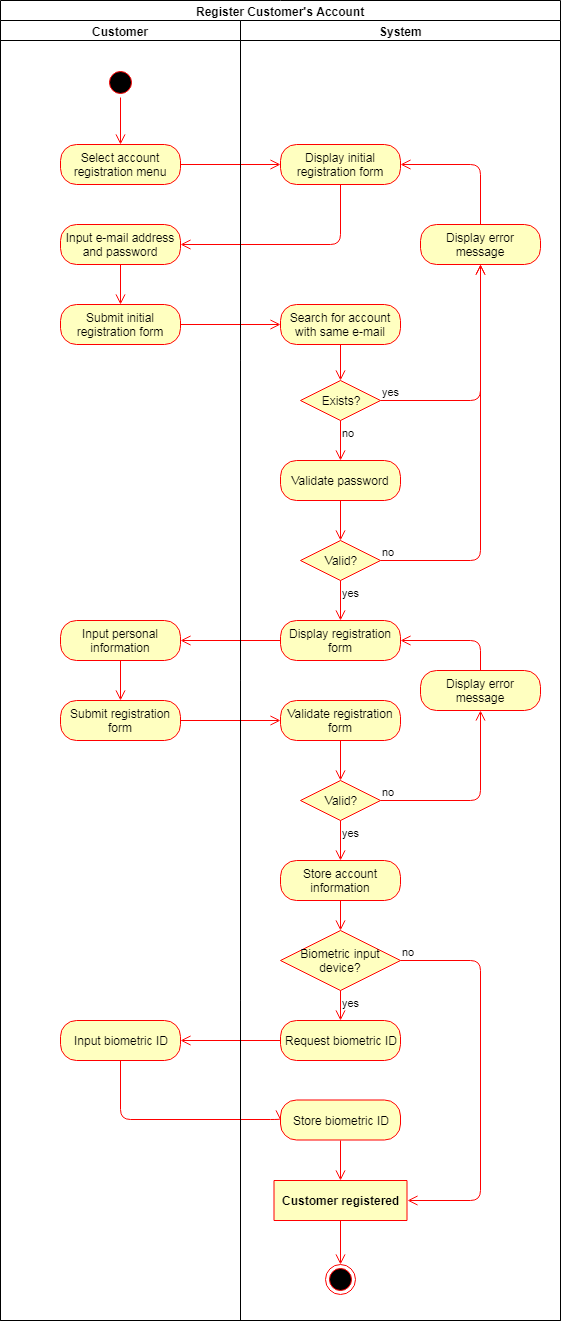 Register Customer's Account
Customer
System
Select account
registration menu
Display initial
registration form
Input e-mail address
and password
Display error
message
Submit initial
registration form
Search for account
with same e-mail
Exists?
yes
no
Validate password
Valid?
no
yes
Input personal
information
Display registration
form
Display error
message
Submit registration
form
Validate registration
form
Valid?
no
yes
Store account
information
Biometric input
device?
no
yes
Input biometric ID
Request biometric ID
Store biometric ID
Customer registered